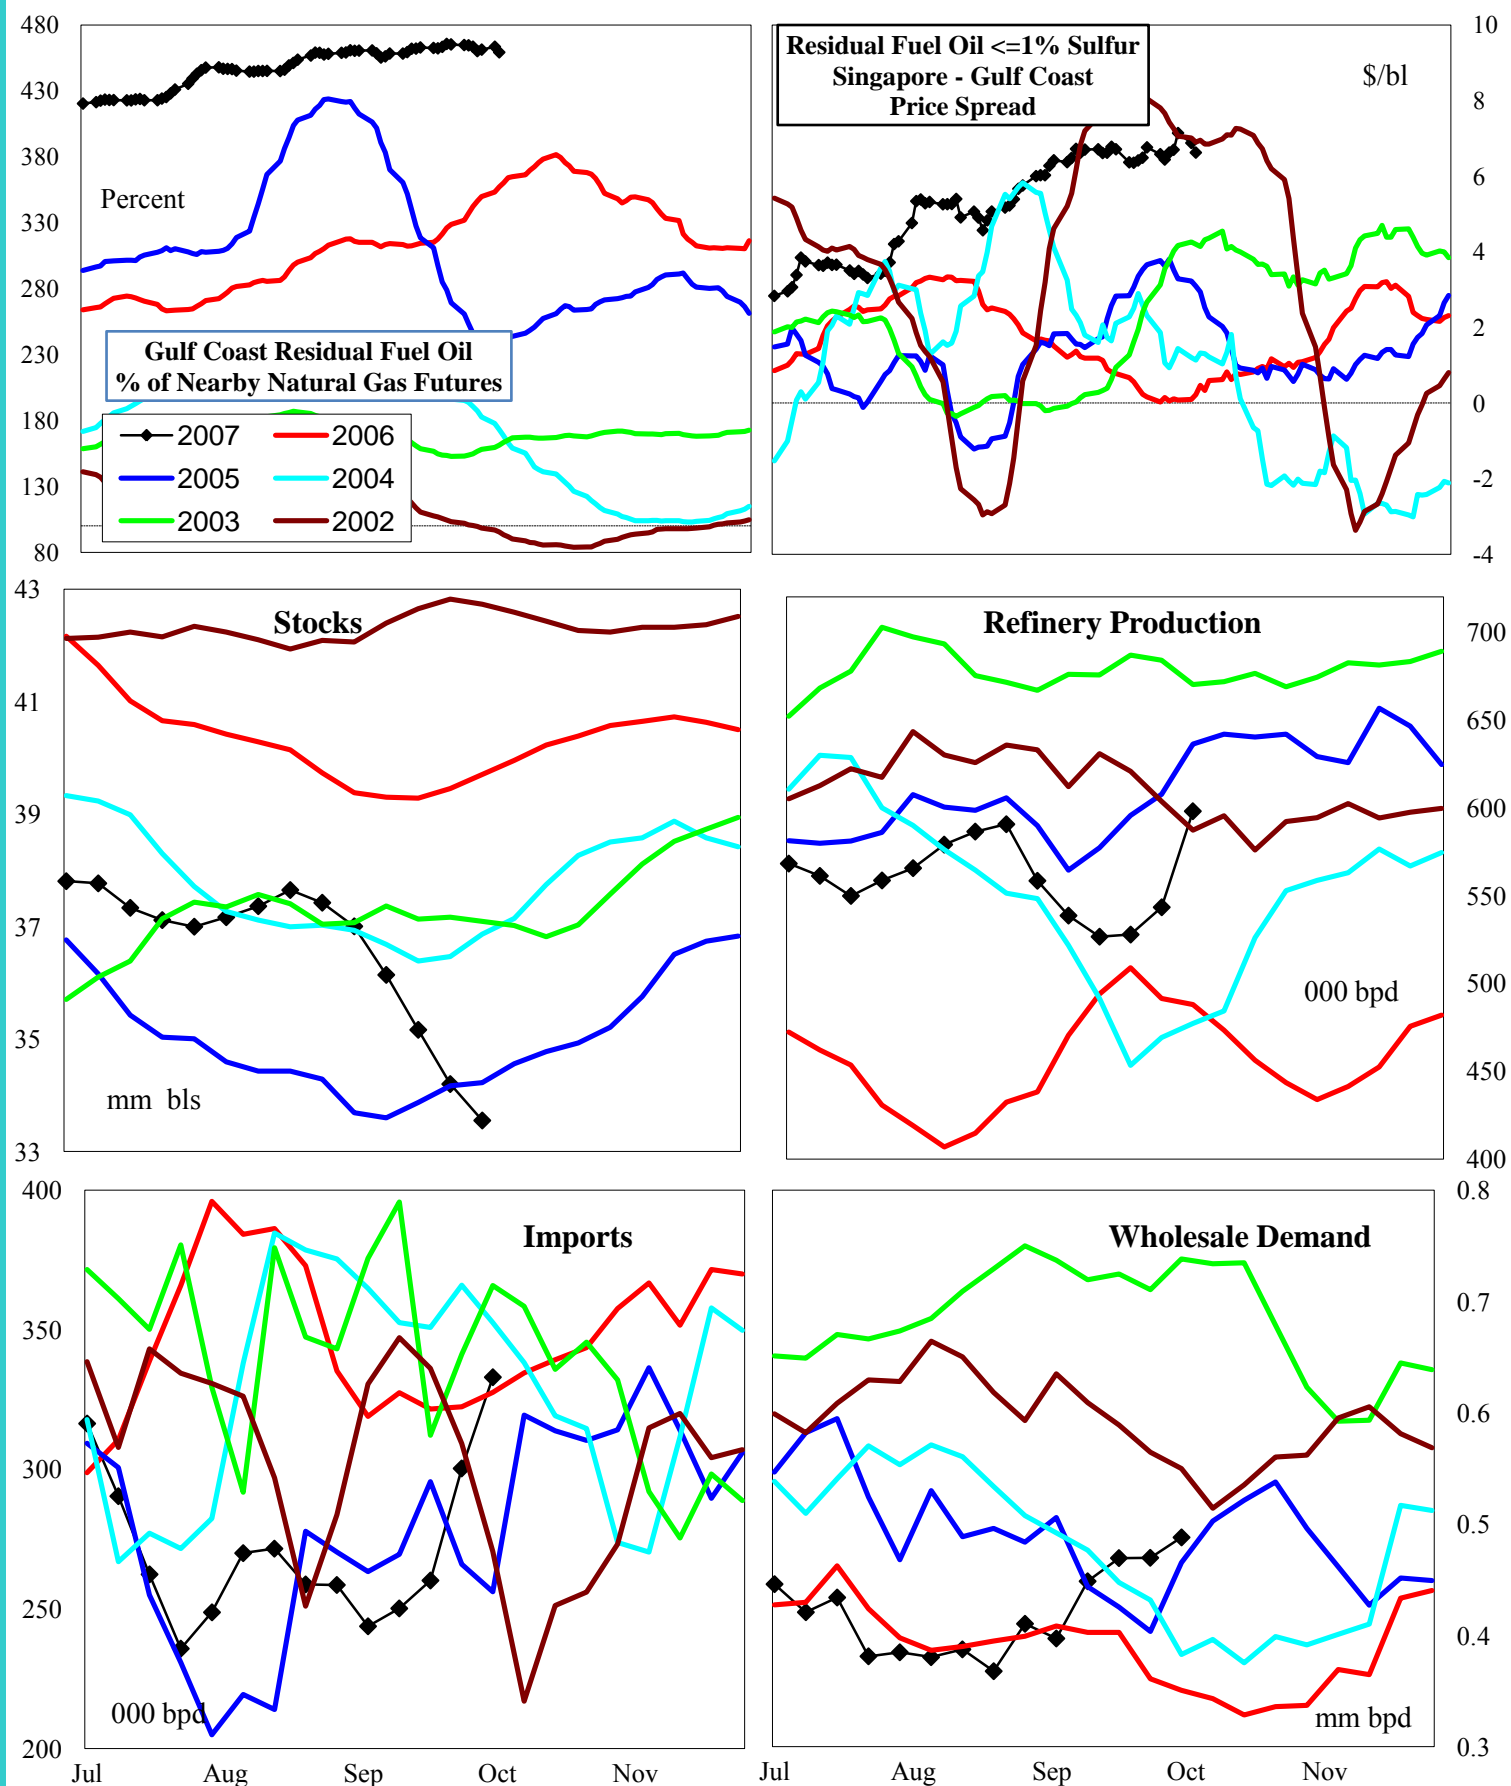 480
430
380
330
280
230
180
130
80
Percent
Gulf Coast Residual Fuel Oil
% of Nearby Natural Gas Futures
2007 2006
2005 2004
2003 2002
Residual Fuel Oil <=1% Sulfur
Singapore - Gulf Coast
Price Spread
$/bl
10
8
6
4
2
0
-2
-4
43
41
39
37
35
33
Stocks
mm bls
Refinery Production
000 bpd
700
650
600
550
500
450
400
400
350
300
250
200
Imports
000 bpd
Jul Aug Sep Oct Nov
Wholesale Demand
mm bpd
0.8
0.7
0.6
0.5
0.4
0.3
Jul Aug Sep Oct Nov